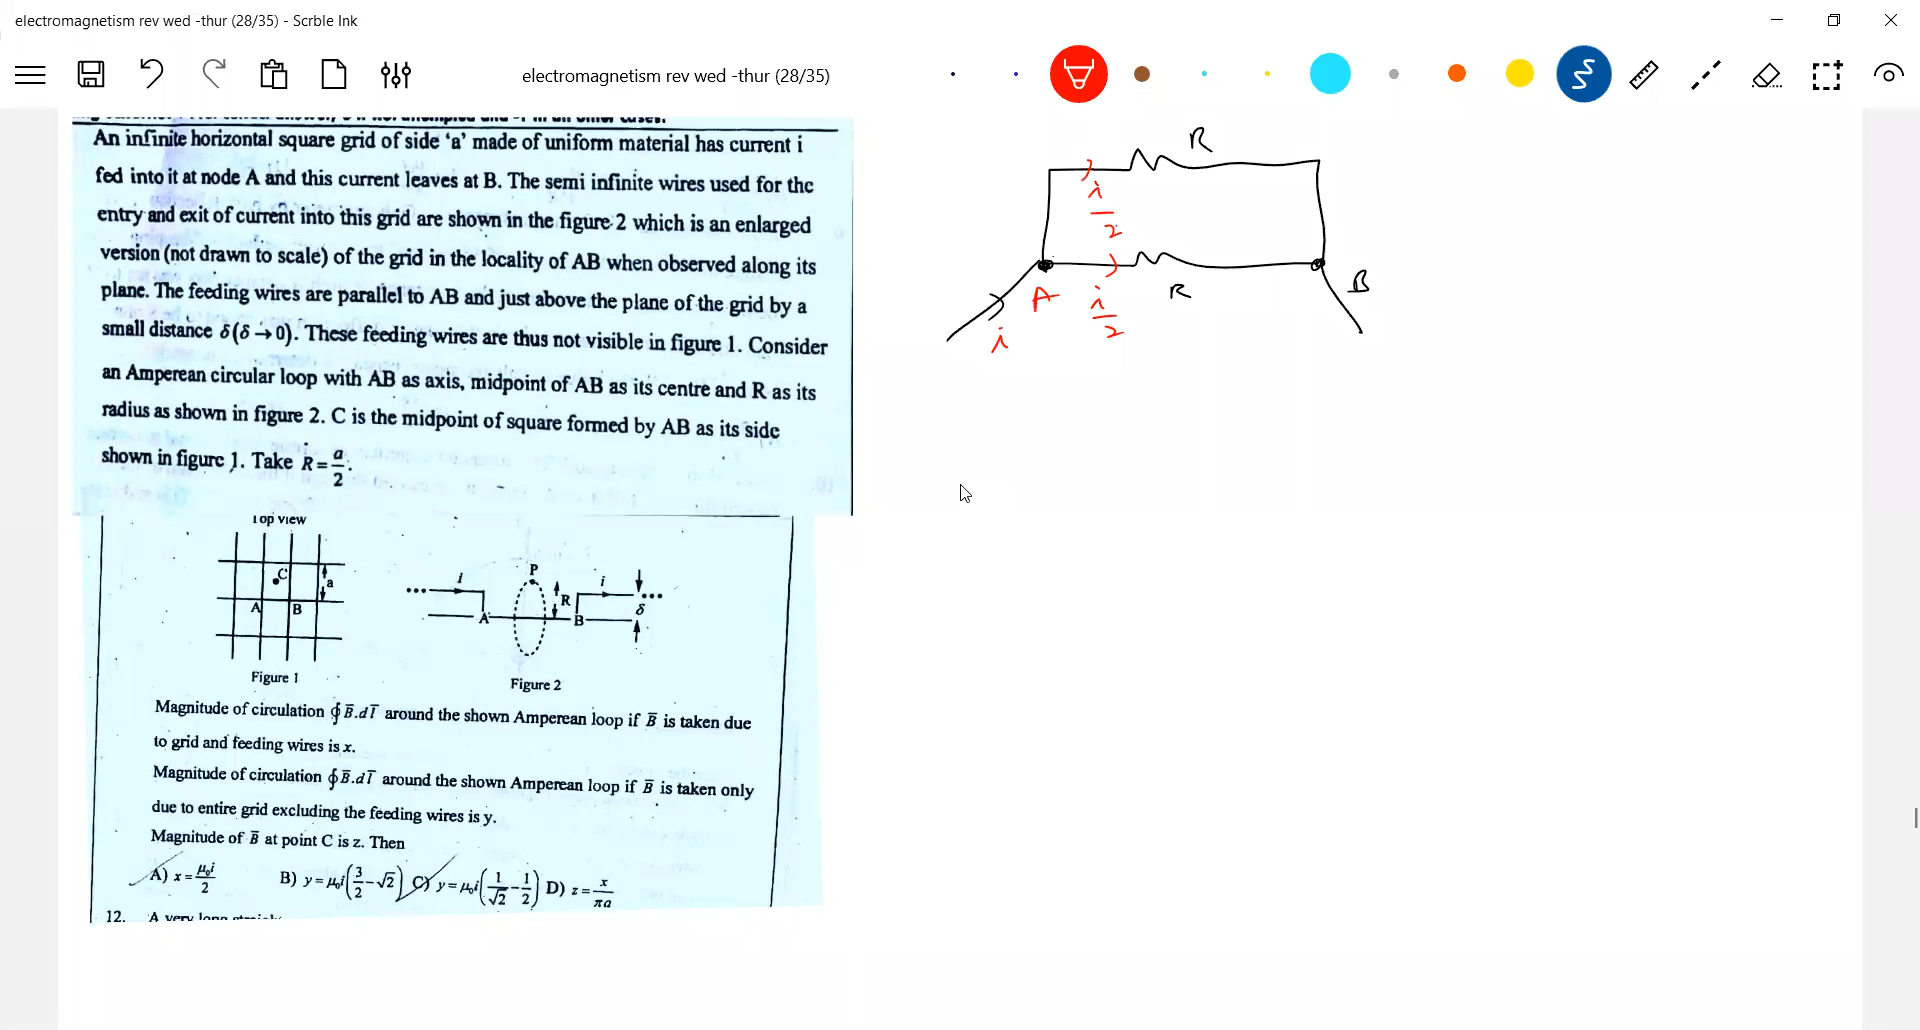 electromagnetism rev wed -thur (28/35) - Scrble Ink
electromagnetism rev wed -thur (28/35)
An infinite horizontal square grid of side 'a' made of uniform material has current i
fed into it at node A and this current leaves at B. The semi infinite wires used for the
entry and exit of current into this grid are shown in the figure 2 which is an enlarged
version (not drawn to scale) of the grid in the locality of AB when observed along its
plane. The feeding wires are parallel to AB and just above the plane of the grid by a
small distance δ(δ→0). These feeding wires are thus not visible in figure 1. Consider
an Amperean circular loop with AB as axis, midpoint of AB as its centre and R as its
radius as shown in figure 2. C is the midpoint of square formed by AB as its side
shown in figure 1. Take R = a/2.
Top view
C
a
A B
Figure 1
i
P
R
i
δ
A
B
Figure 2
Magnitude of circulation ∮B̄.dl̄ around the shown Amperean loop if B̄ is taken due
to grid and feeding wires is x.
Magnitude of circulation ∮B̄.dl̄ around the shown Amperean loop if B̄ is taken only
due to entire grid excluding the feeding wires is y.
Magnitude of B̄ at point C is z. Then
A) x = μ₀i/2 B) y = μ₀i(3/2 − √2) C) y = μ₀i(1/√2 − 1/2) D) z = x/πa
12. A very long straight
R
i/2
A
i/2
R
B
i